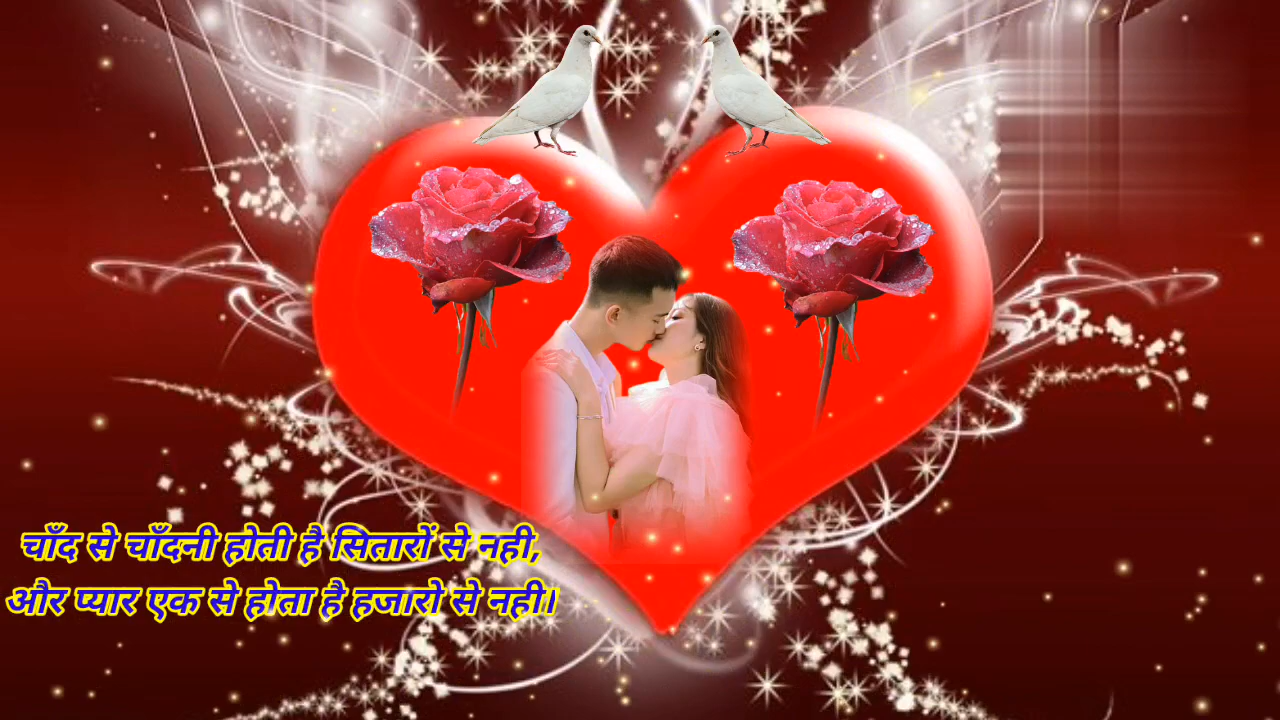 चाँद से चाँदनी होती है सितारों से नही,
और प्यार एक से होता है हजारो से नही।